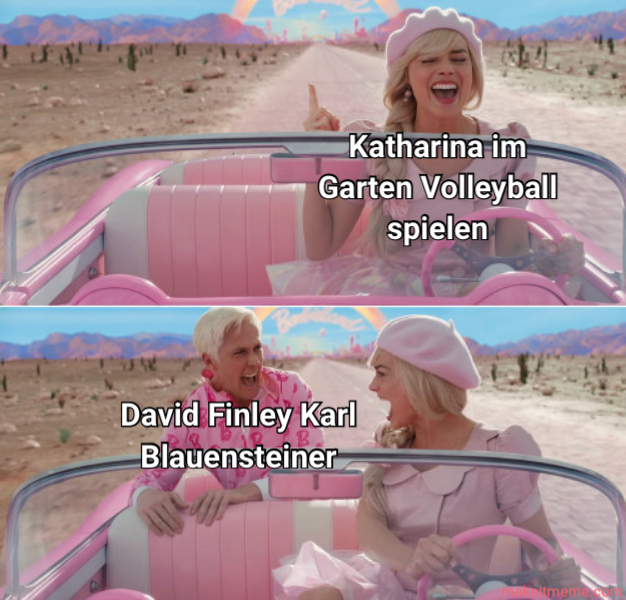 Katharina im
Garten Volleyball
spielen
David Finley Karl
Blauensteiner